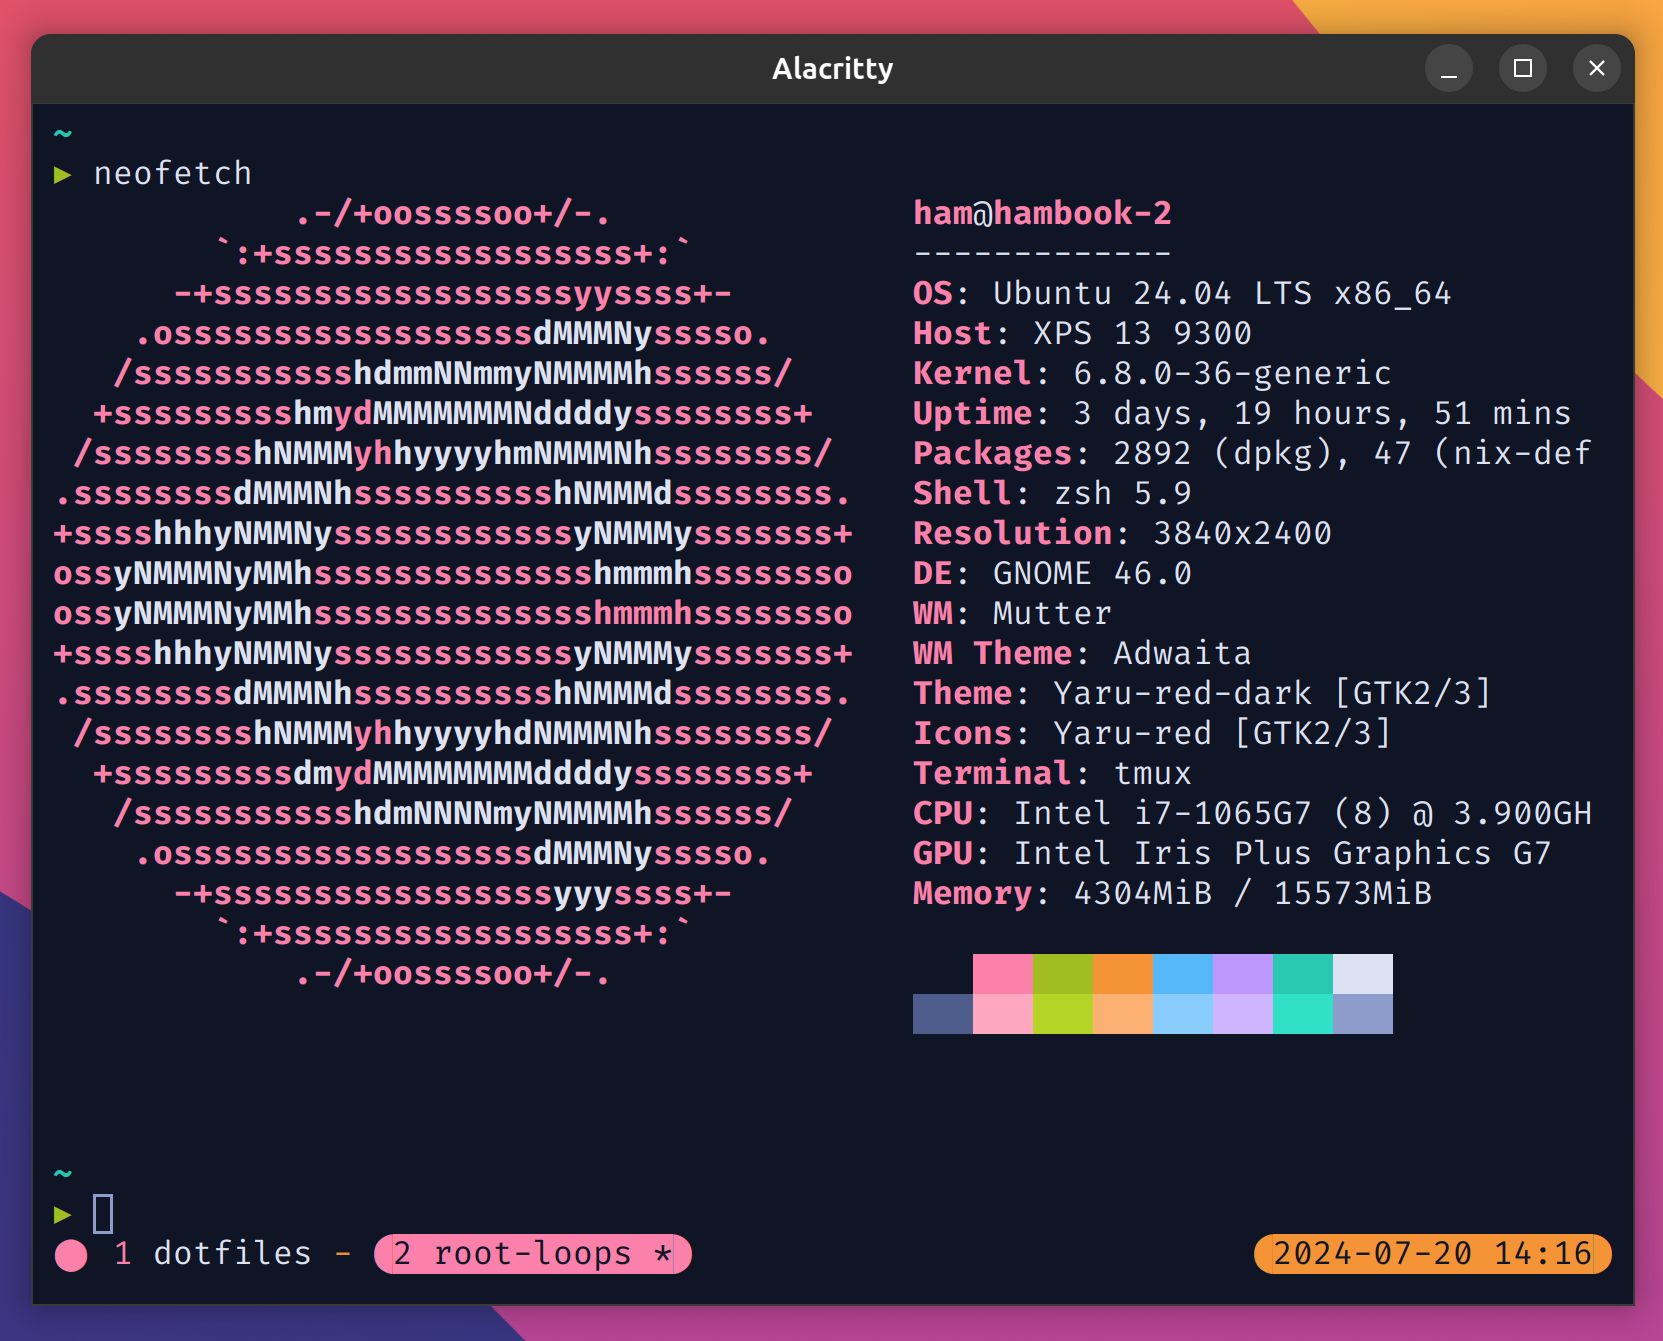 Alacritty
~
▶ neofetch
            .-/+oossssoo+/-.               ham@hambook-2
        `:+ssssssssssssssssss+:`           -------------
      -+ssssssssssssssssssyyssss+-         OS: Ubuntu 24.04 LTS x86_64
    .ossssssssssssssssssdMMMNysssso.       Host: XPS 13 9300
   /ssssssssssshdmmNNmmyNMMMMhssssss/      Kernel: 6.8.0-36-generic
  +ssssssssshmydMMMMMMMNddddyssssssss+     Uptime: 3 days, 19 hours, 51 mins
 /sssssssshNMMMyhhyyyyhmNMMMNhssssssss/    Packages: 2892 (dpkg), 47 (nix-def
.ssssssssdMMMNhsssssssssshNMMMdssssssss.   Shell: zsh 5.9
+sssshhhyNMMNyssssssssssssyNMMMysssssss+   Resolution: 3840x2400
ossyNMMMNyMMhsssssssssssssshmmmhssssssso   DE: GNOME 46.0
ossyNMMMNyMMhsssssssssssssshmmmhssssssso   WM: Mutter
+sssshhhyNMMNyssssssssssssyNMMMysssssss+   WM Theme: Adwaita
.ssssssssdMMMNhsssssssssshNMMMdssssssss.   Theme: Yaru-red-dark [GTK2/3]
 /sssssssshNMMMyhhyyyyhdNMMMNhssssssss/    Icons: Yaru-red [GTK2/3]
  +sssssssssdmydMMMMMMMMddddyssssssss+     Terminal: tmux
   /ssssssssssshdmNNNNmyNMMMMhssssss/      CPU: Intel i7-1065G7 (8) @ 3.900GH
    .ossssssssssssssssssdMMMNysssso.       GPU: Intel Iris Plus Graphics G7
      -+sssssssssssssssssyyyssss+-         Memory: 4304MiB / 15573MiB
        `:+ssssssssssssssssss+:`
            .-/+oossssoo+/-.
~
▶
1 dotfiles - 2 root-loops * 2024-07-20 14:16